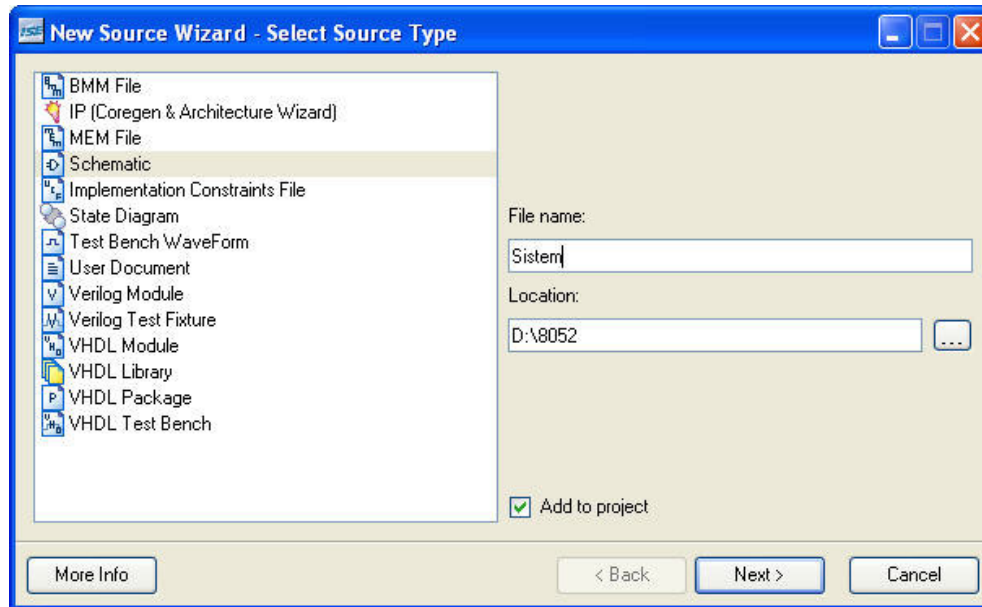 ISE New Source Wizard - Select Source Type
BMM File
IP (Coregen & Architecture Wizard)
MEM File
Schematic
Implementation Constraints File
State Diagram
Test Bench WaveForm
User Document
Verilog Module
Verilog Test Fixture
VHDL Module
VHDL Library
VHDL Package
VHDL Test Bench
File name:
Sistem
Location:
D:\8052
...
Add to project
More Info
< Back
Next >
Cancel